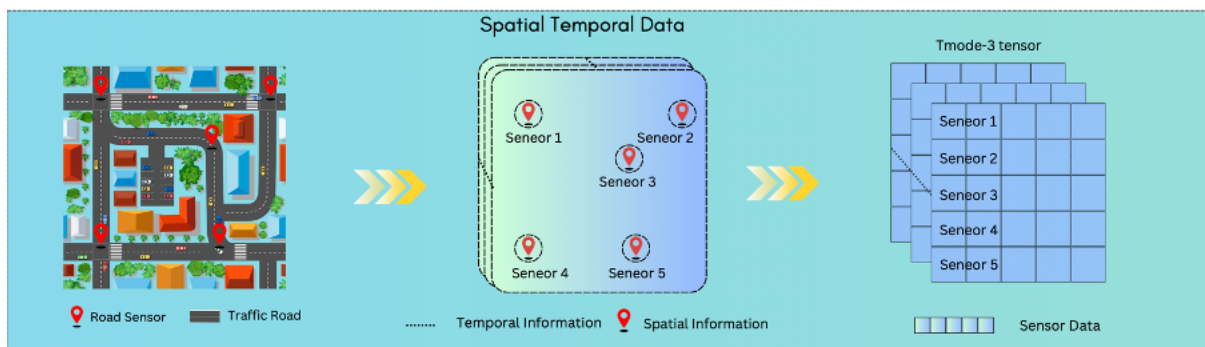 Spatial Temporal Data
Tmode-3 tensor
Seneor 1
Seneor 2
Seneor 3
Seneor 4
Seneor 5
Seneor 1
Seneor 2
Seneor 3
Seneor 4
Seneor 5
Road Sensor
Traffic Road
Temporal Information
Spatial Information
Sensor Data